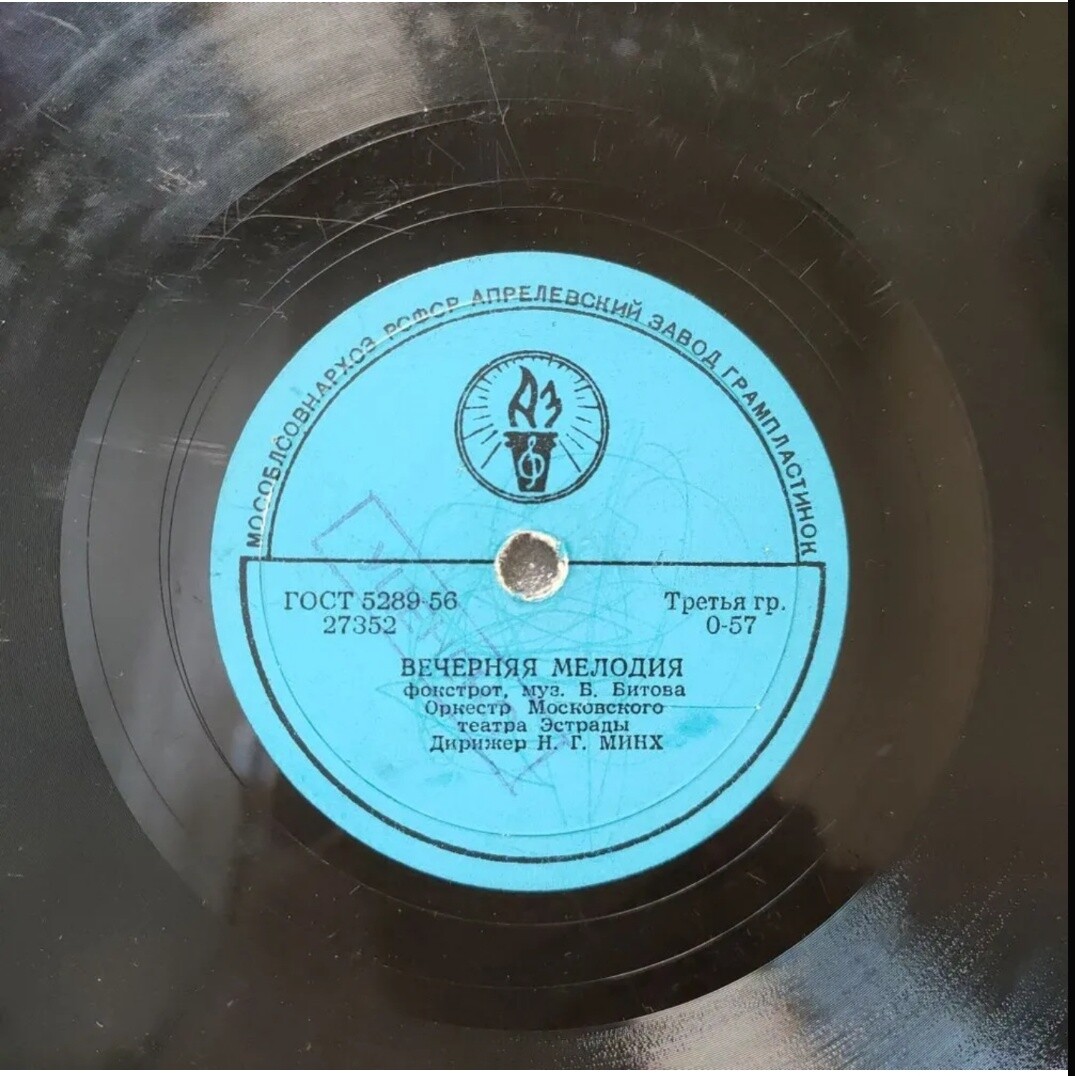 МОСОБЛСОВНАРХОЗ РСФСР АПРЕЛЕВСКИЙ ЗАВОД ГРАМПЛАСТИНОК
АЗ
ГОСТ 5289-56
Третья гр.
27352
0-57
ВЕЧЕРНЯЯ МЕЛОДИЯ
фокстрот, муз. Б. Битова
Оркестр Московского
театра Эстрады
Дирижер Н. Г. МИНХ